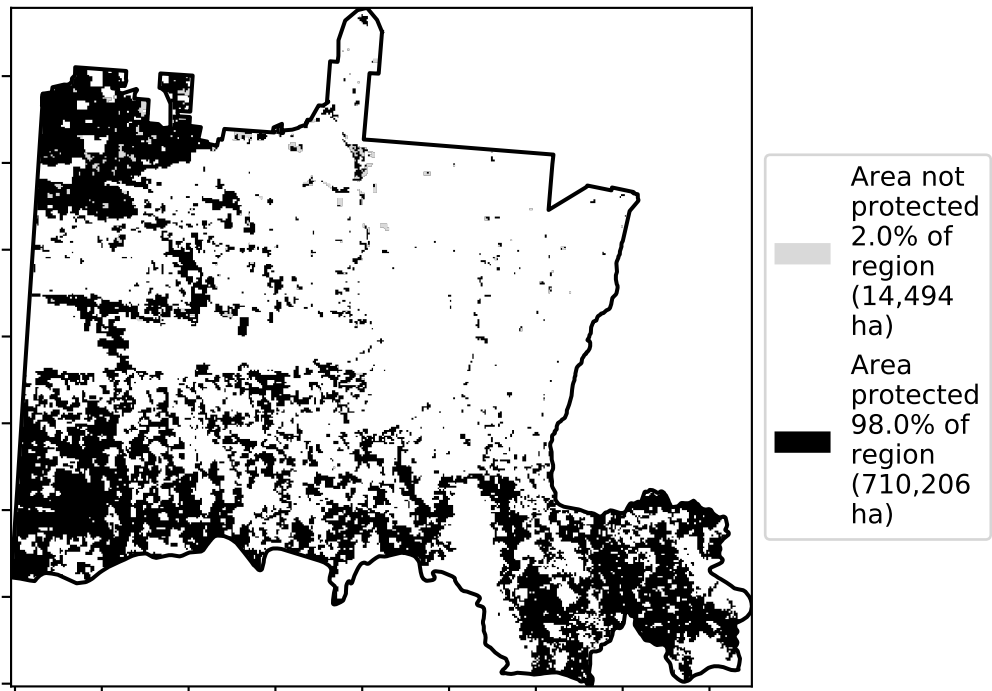 Area not
protected
2.0% of
region
(14,494
ha)
Area
protected
98.0% of
region
(710,206
ha)